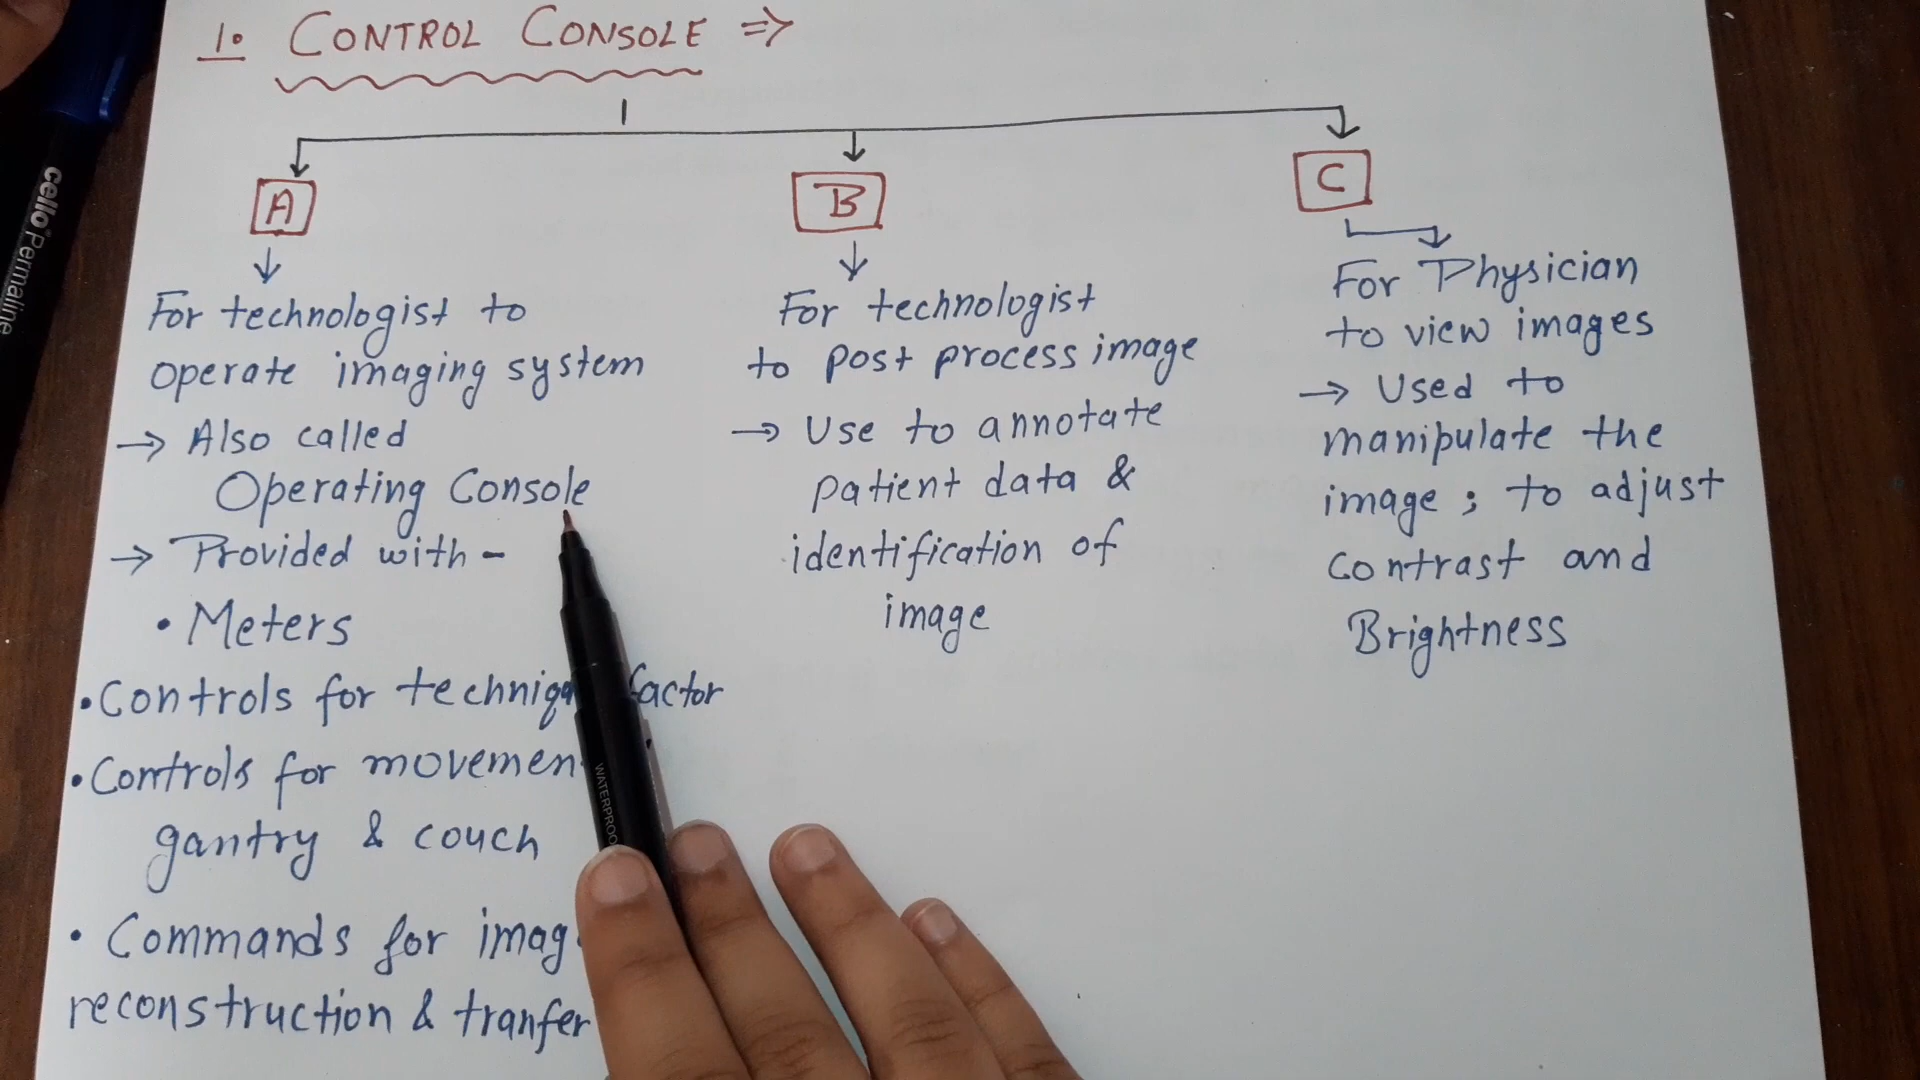 1. CONTROL CONSOLE ⇒
A
For technologist to
operate imaging system
→ Also called
Operating Console
→ Provided with -
• Meters
• Controls for factor
• Controls for
gantry & couch
• Commands for
reconstruction & tranfer
B
For technologist
to post process image
→ Use to annotate
patient data &
identification of
image
C
For Physician
to view images
→ Used to
manipulate the
image ; to adjust
contrast and
Brightness
cello Permaline
WATERPROO